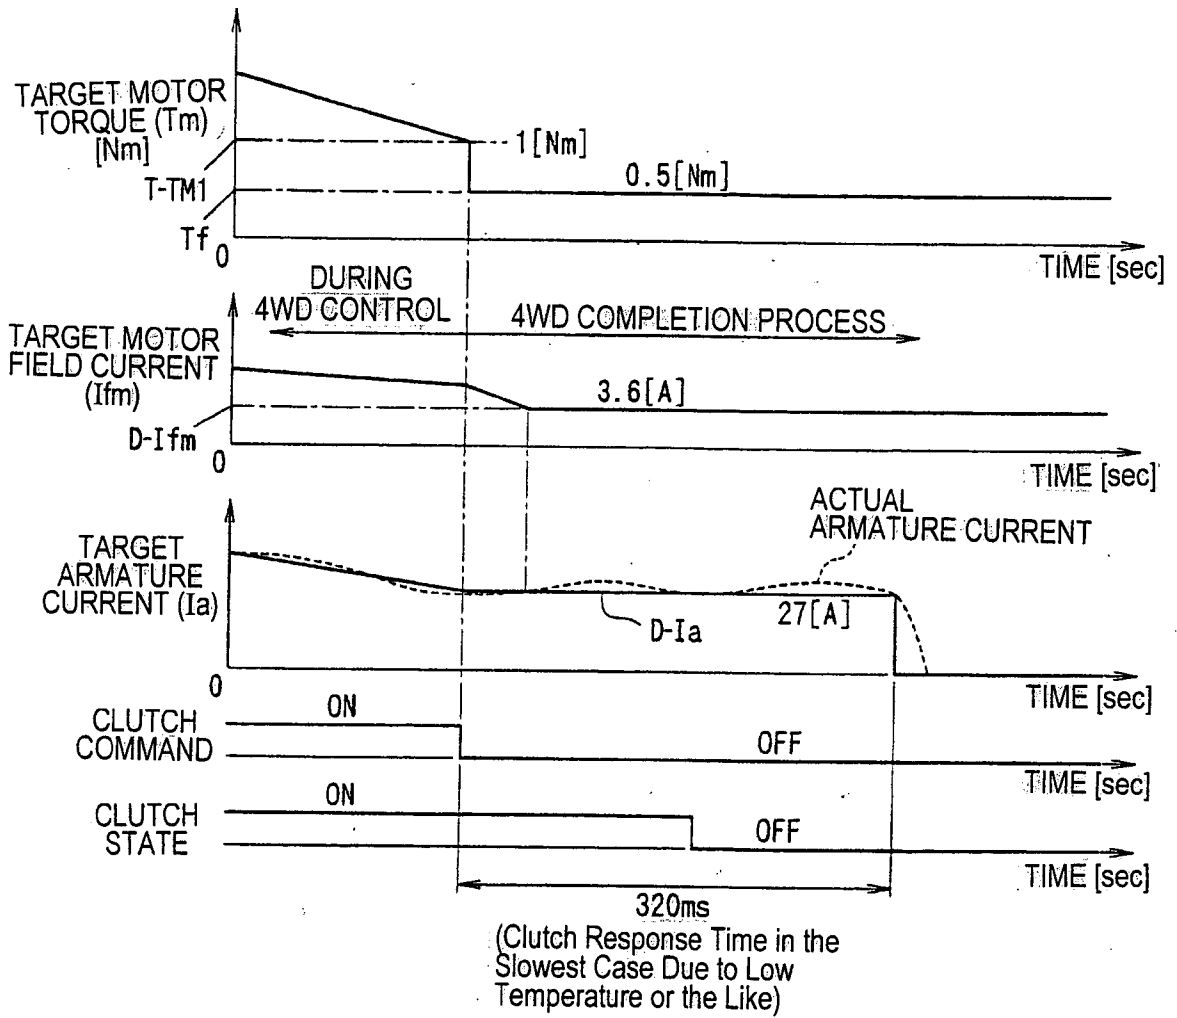 TARGET MOTOR
TORQUE (Tm)
[Nm]
1[Nm]
T-TM1
0.5[Nm]
Tf
0
TIME [sec]
DURING
4WD CONTROL
4WD COMPLETION PROCESS
TARGET MOTOR
FIELD CURRENT
(Ifm)
3.6[A]
D-Ifm
0
TIME [sec]
ACTUAL
ARMATURE CURRENT
TARGET
ARMATURE
CURRENT (Ia)
D-Ia
27[A]
0
TIME [sec]
CLUTCH
COMMAND
ON
OFF
TIME [sec]
CLUTCH
STATE
ON
OFF
TIME [sec]
320ms
(Clutch Response Time in the
Slowest Case Due to Low
Temperature or the Like)